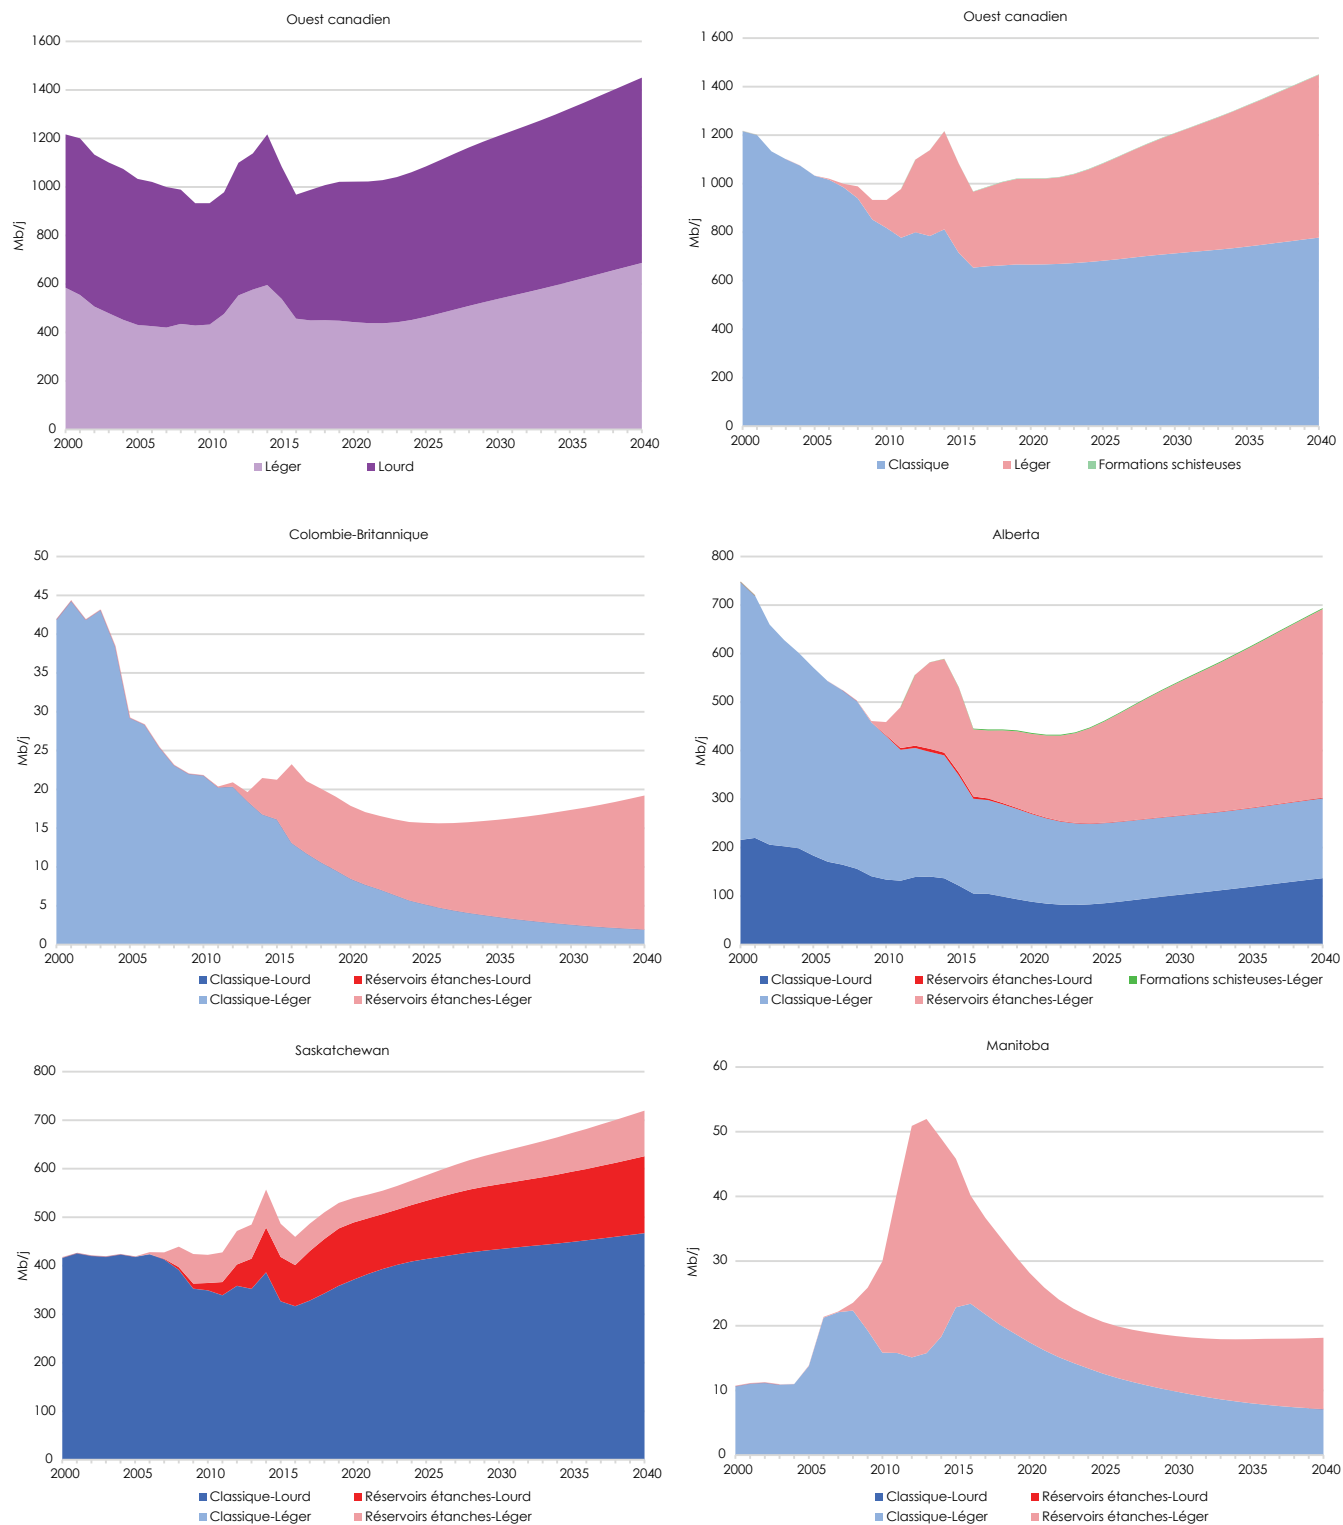 Ouest canadien
1600
1400
1200
1000
800
600
400
200
0
Mb/j
2000 2005 2010 2015 2020 2025 2030 2035 2040
Léger Lourd
Ouest canadien
1 600
1 400
1 200
1 000
800
600
400
200
0
Mb/j
2000 2005 2010 2015 2020 2025 2030 2035 2040
Classique Léger Formations schisteuses
Colombie-Britannique
50
45
40
35
30
25
20
15
10
5
0
Mb/j
2000 2005 2010 2015 2020 2025 2030 2030 2040
Classique-Lourd Réservoirs étanches-Lourd
Classique-Léger Réservoirs étanches-Léger
Alberta
800
700
600
500
400
300
200
100
0
Mb/j
2000 2005 2010 2015 2020 2025 2030 2035 2040
Classique-Lourd Réservoirs étanches-Lourd Formations schisteuses-Léger
Classique-Léger Réservoirs étanches-Léger
Saskatchewan
800
700
600
500
400
300
200
100
0
Mb/j
2000 2005 2010 2015 2020 2025 2030 2035 2040
Classique-Lourd Réservoirs étanches-Lourd
Classique-Léger Réservoirs étanches-Léger
Manitoba
60
50
40
30
20
10
0
Mb/j
2000 2005 2010 2015 2020 2025 2030 2035 2040
Classique-Lourd Réservoirs étanches-Lourd
Classique-Léger Réservoirs étanches-Léger